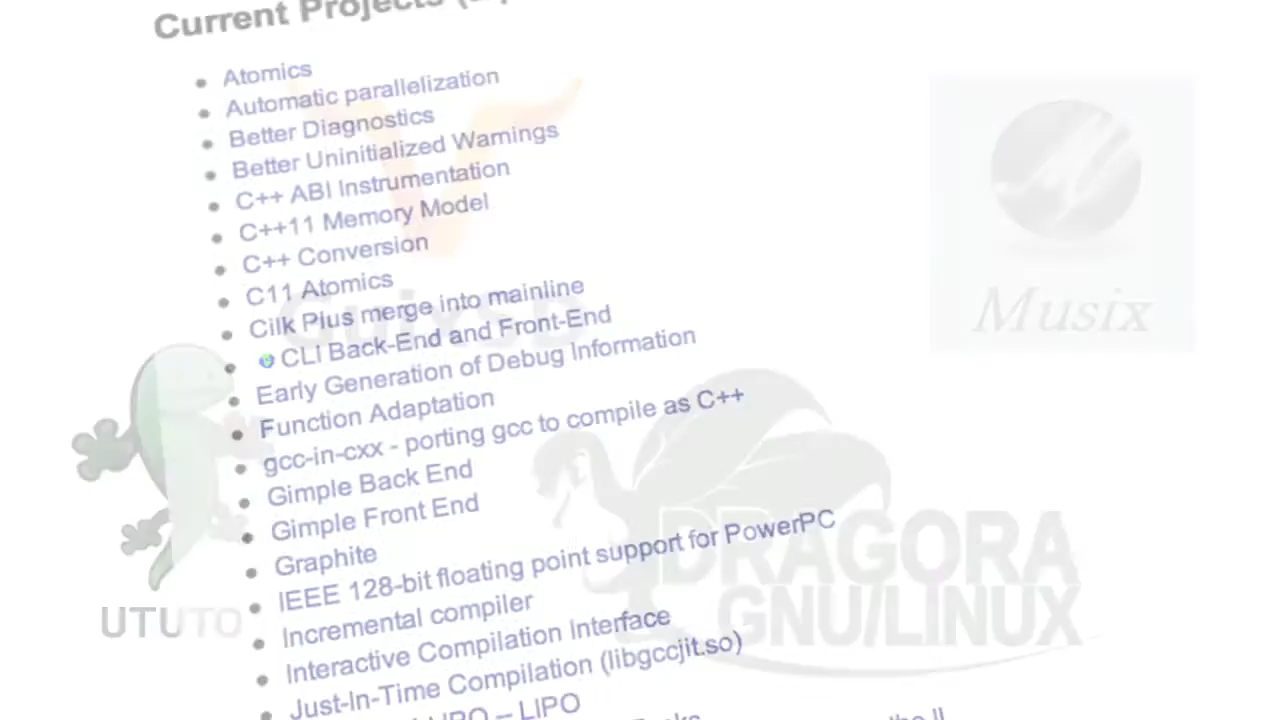 Current Projects
Atomics
Automatic parallelization
Better Diagnostics
Better Uninitialized Warnings
C++ ABI Instrumentation
C++11 Memory Model
C++ Conversion
C11 Atomics
Cilk Plus merge into mainline
CLI Back-End and Front-End
Early Generation of Debug Information
Function Adaptation
gcc-in-cxx - porting gcc to compile as C++
Gimple Back End
Gimple Front End
Graphite
IEEE 128-bit floating point support for PowerPC
Incremental compiler
Interactive Compilation Interface
Just-In-Time Compilation (libgccjit.so)
– LIPO
GuixSD
Musix
UTUTO
DRAGORA
GNU/LINUX